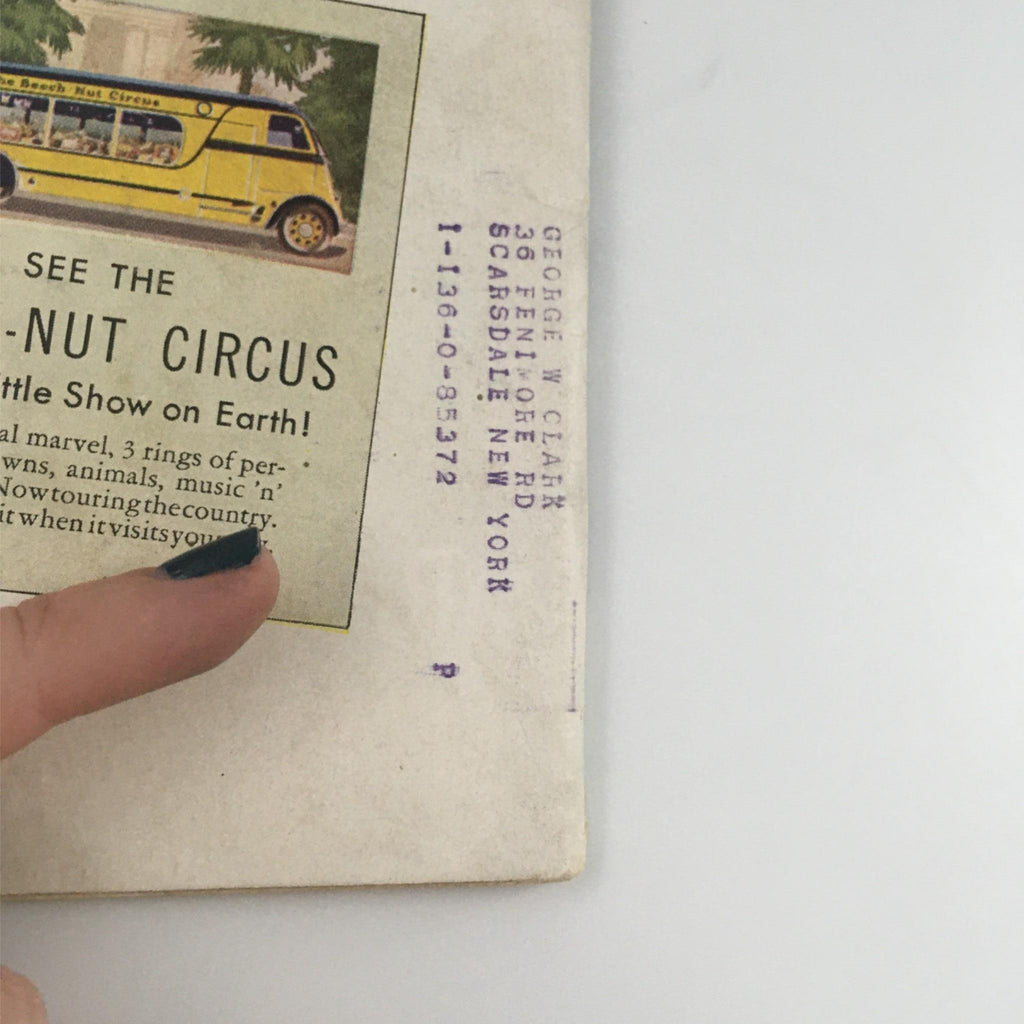 The Beech Nut Circus
SEE THE
-NUT CIRCUS
ttle Show on Earth!
al marvel, 3 rings of per-
wns, animals, music 'n'
Now touring the country.
it when it visits
GEORGE W CLARK
36 FENIMORE RD
SCARSDALE NEW YORK
1-136-0-85372
P